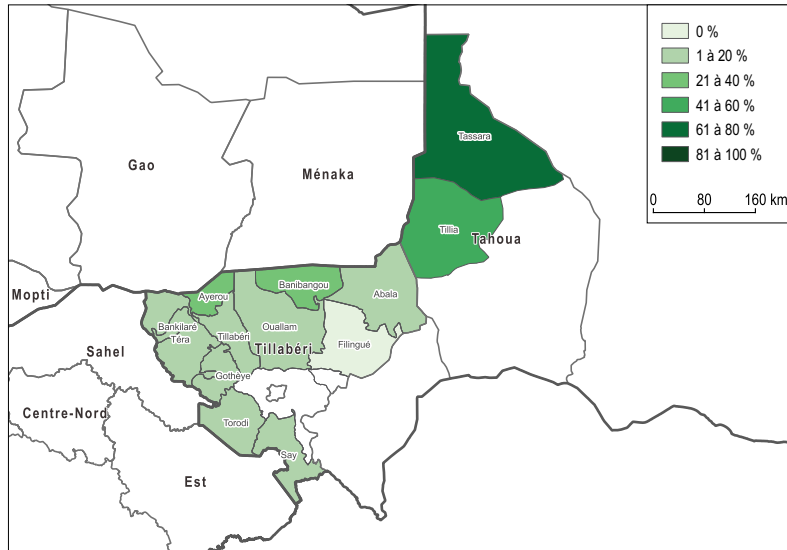 0 %
1 à 20 %
21 à 40 %
41 à 60 %
61 à 80 %
81 à 100 %
0 80 160 km
Tassara
Gao
Ménaka
Tillia
Tahoua
Mopti
Ayerou
Banibangou
Abala
Bankilaré
Téra
Tillabéri
Ouallam
Tillabéri
Filingué
Sahel
Gothèye
Centre-Nord
Torodi
Say
Est